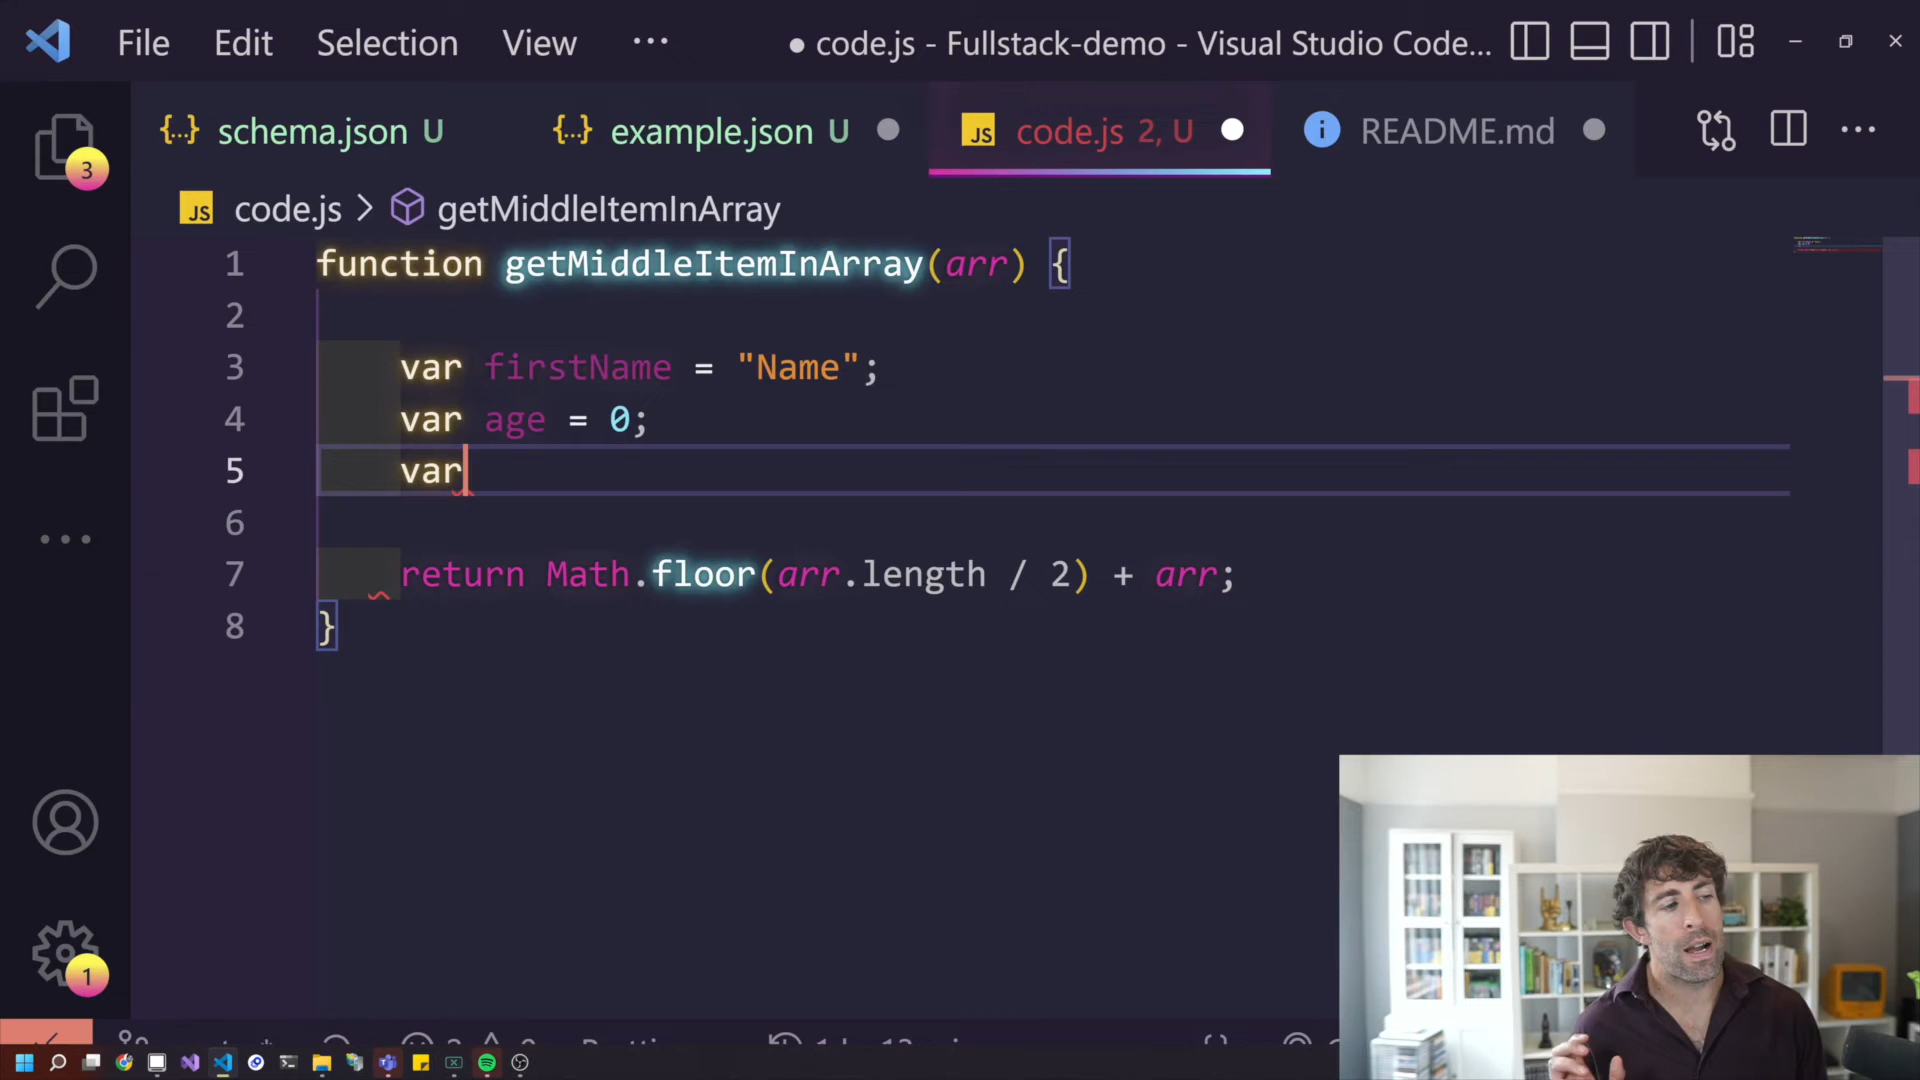 File Edit Selection View ··· ● code.js - Fullstack-demo - Visual Studio Code...
{...} schema.json U {...} example.json U JS code.js 2, U README.md
3
JS code.js > getMiddleItemInArray
1 function getMiddleItemInArray(arr) {
2
3 var firstName = "Name";
4 var age = 0;
5 var
6
7 return Math.floor(arr.length / 2) + arr;
8 }
1